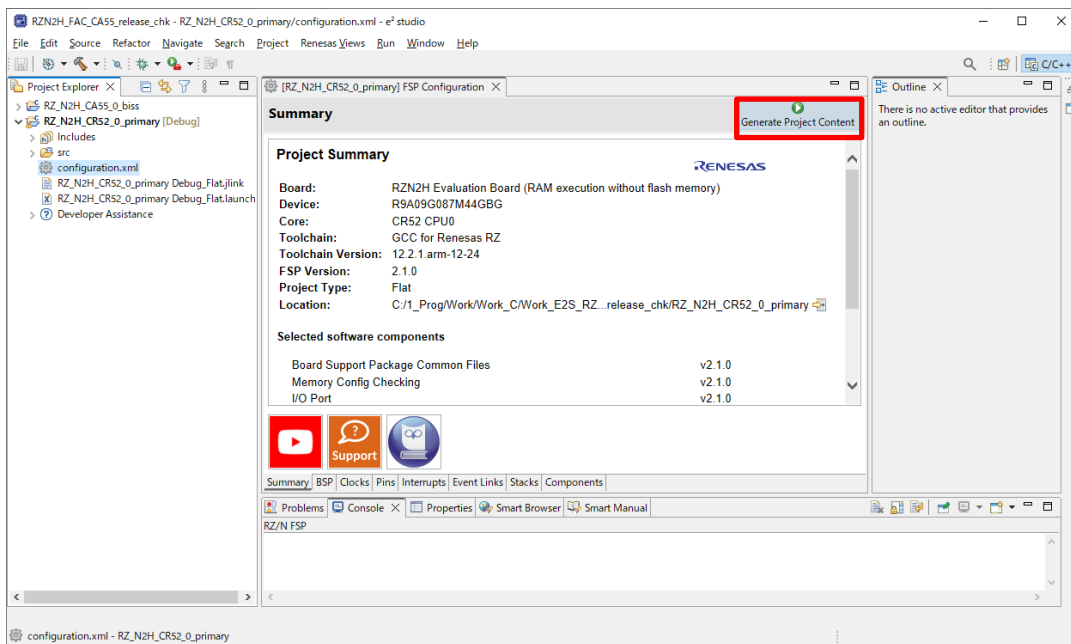 RZN2H_FAC_CA55_release_chk - RZ_N2H_CR52_0_primary/configuration.xml - e² studio
File Edit Source Refactor Navigate Search Project Renesas Views Run Window Help
C/C++
Project Explorer
RZ_N2H_CA55_0_biss
RZ_N2H_CR52_0_primary [Debug]
Includes
src
configuration.xml
RZ_N2H_CR52_0_primary Debug_Flat.jlink
RZ_N2H_CR52_0_primary Debug_Flat.launch
Developer Assistance
[RZ_N2H_CR52_0_primary] FSP Configuration
Summary
Generate Project Content
Project Summary
RENESAS
Board: RZN2H Evaluation Board (RAM execution without flash memory)
Device: R9A09G087M44GBG
Core: CR52 CPU0
Toolchain: GCC for Renesas RZ
Toolchain Version: 12.2.1.arm-12-24
FSP Version: 2.1.0
Project Type: Flat
Location: C:/1_Prog/Work/Work_C/Work_E2S_RZ...release_chk/RZ_N2H_CR52_0_primary
Selected software components
Board Support Package Common Files v2.1.0
Memory Config Checking v2.1.0
I/O Port v2.1.0
Support
Summary BSP Clocks Pins Interrupts Event Links Stacks Components
Outline
There is no active editor that provides
an outline.
Problems Console Properties Smart Browser Smart Manual
RZ/N FSP
configuration.xml - RZ_N2H_CR52_0_primary